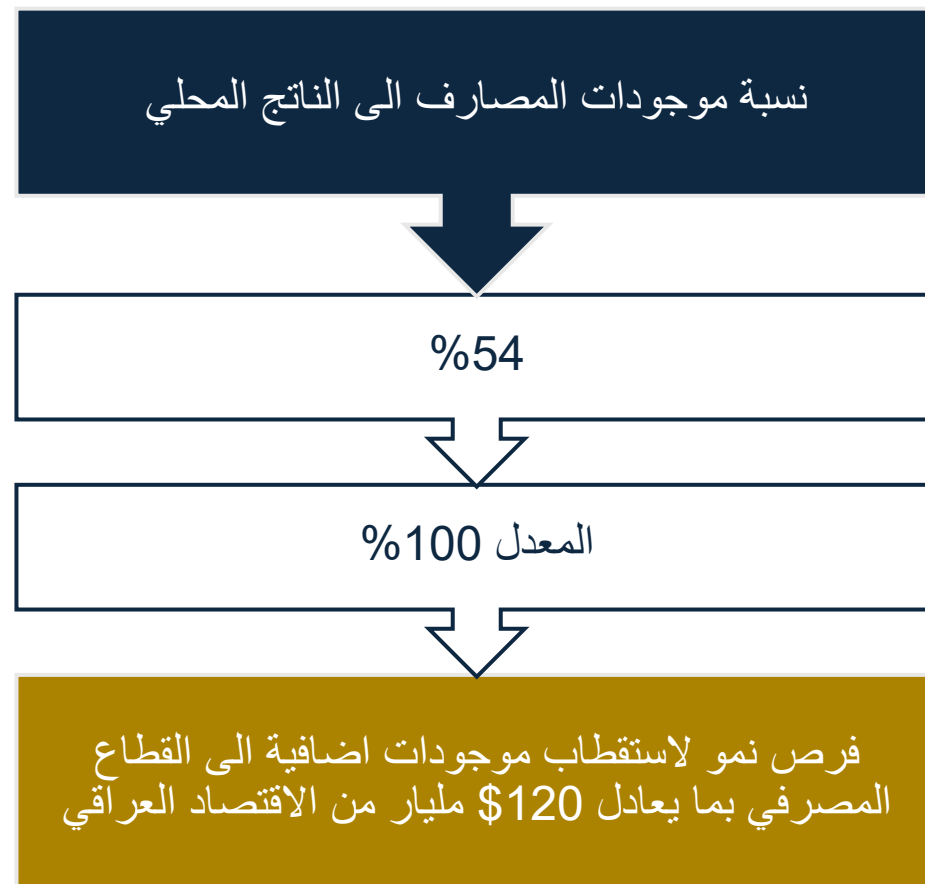 نسبة موجودات المصارف الى الناتج المحلي
%54
المعدل 100%
فرص نمو لاستقطاب موجودات اضافية الى القطاع
المصرفي بما يعادل 120$ مليار من الاقتصاد العراقي